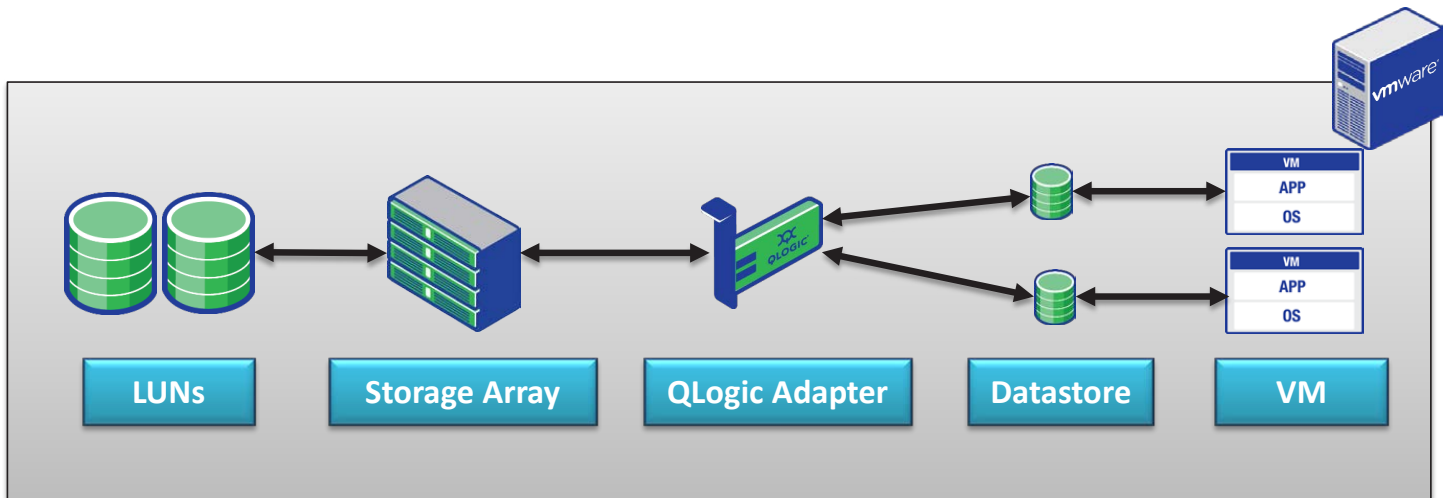 vmware
VM
APP
OS
QLOGIC
VM
APP
OS
LUNs
Storage Array
QLogic Adapter
Datastore
VM